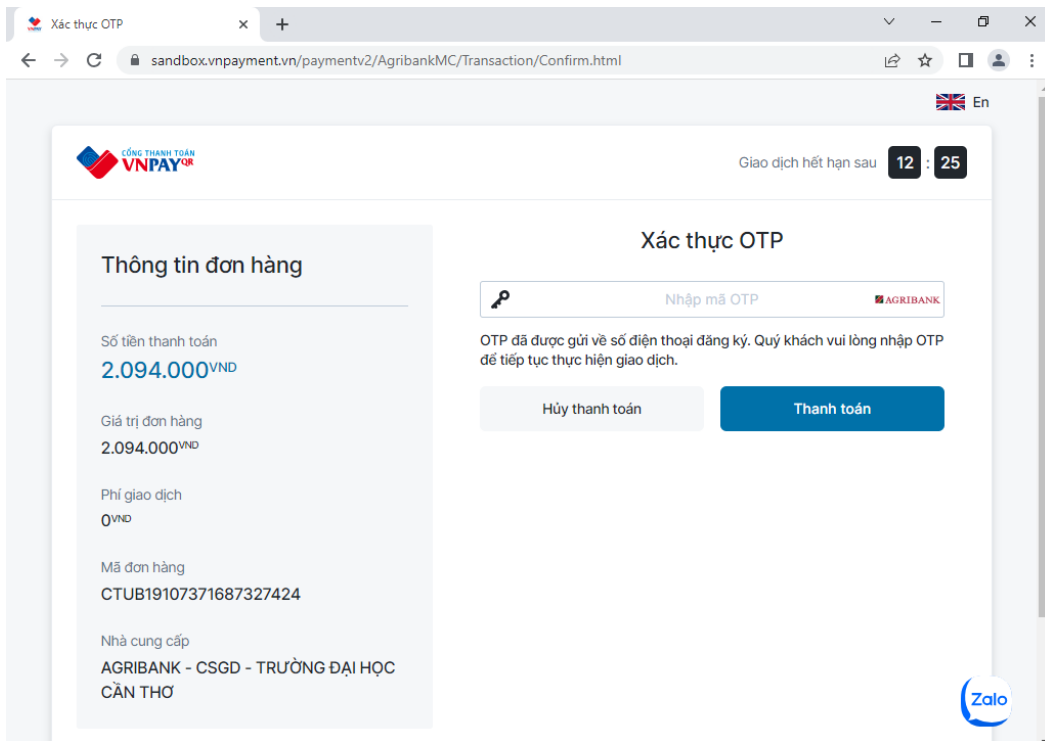 Xác thực OTP
sandbox.vnpayment.vn/paymentv2/AgribankMC/Transaction/Confirm.html
En
CỔNG THANH TOÁN
VNPAYQR
Giao dịch hết hạn sau 12 : 25
Thông tin đơn hàng
Số tiền thanh toán
2.094.000VND
Giá trị đơn hàng
2.094.000VND
Phí giao dịch
0VND
Mã đơn hàng
CTUB19107371687327424
Nhà cung cấp
AGRIBANK - CSGD - TRƯỜNG ĐẠI HỌC
CẦN THƠ
Xác thực OTP
Nhập mã OTP
AGRIBANK
OTP đã được gửi về số điện thoại đăng ký. Quý khách vui lòng nhập OTP
để tiếp tục thực hiện giao dịch.
Hủy thanh toán
Thanh toán
Zalo